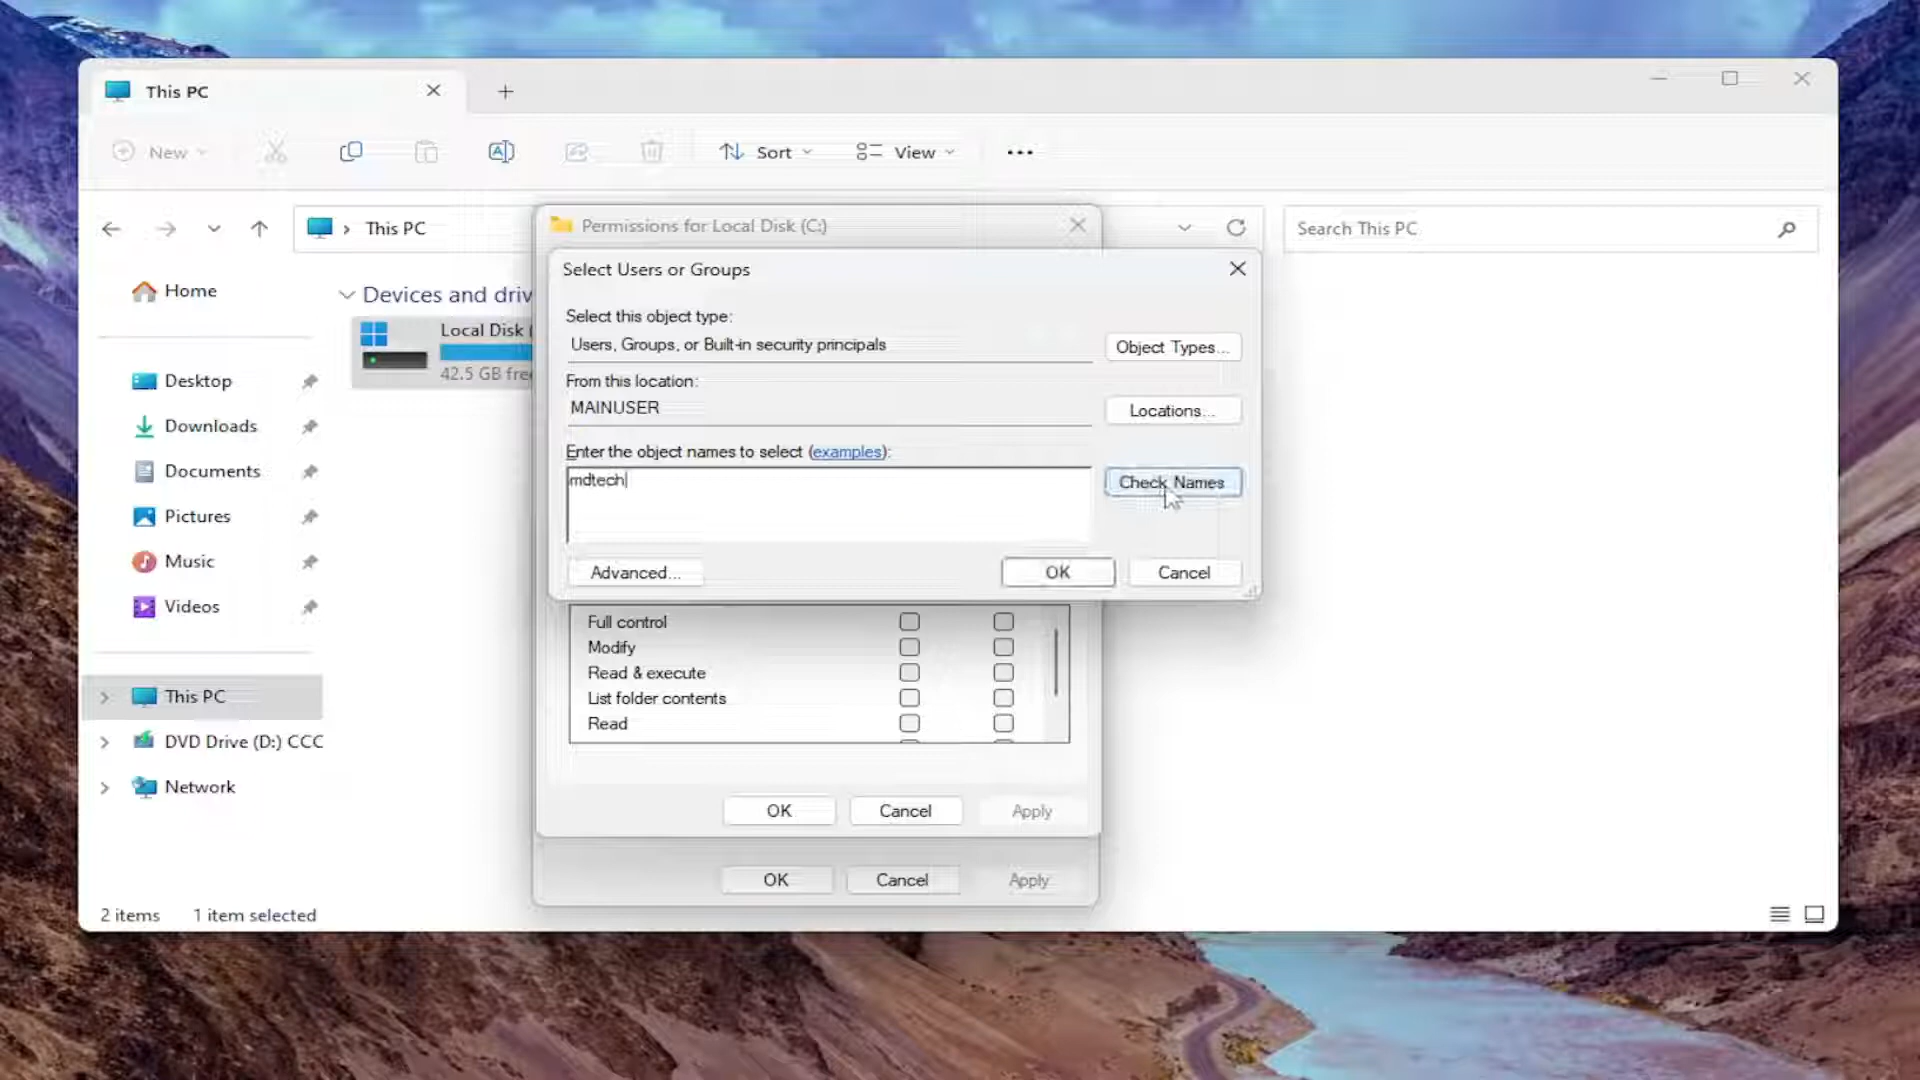 This PC
New
Sort
View
This PC
Search This PC
Permissions for Local Disk (C:)
Select Users or Groups
Select this object type:
Users, Groups, or Built-in security principals
Object Types...
From this location:
MAINUSER
Locations...
Enter the object names to select (examples):
mdtech
Check Names
Advanced...
OK
Cancel
Home
Desktop
Downloads
Documents
Pictures
Music
Videos
This PC
DVD Drive (D:) CCC
Network
Devices and driv
Local Disk (
42.5 GB free
Full control
Modify
Read & execute
List folder contents
Read
OK
Cancel
Apply
OK
Cancel
Apply
2 items
1 item selected